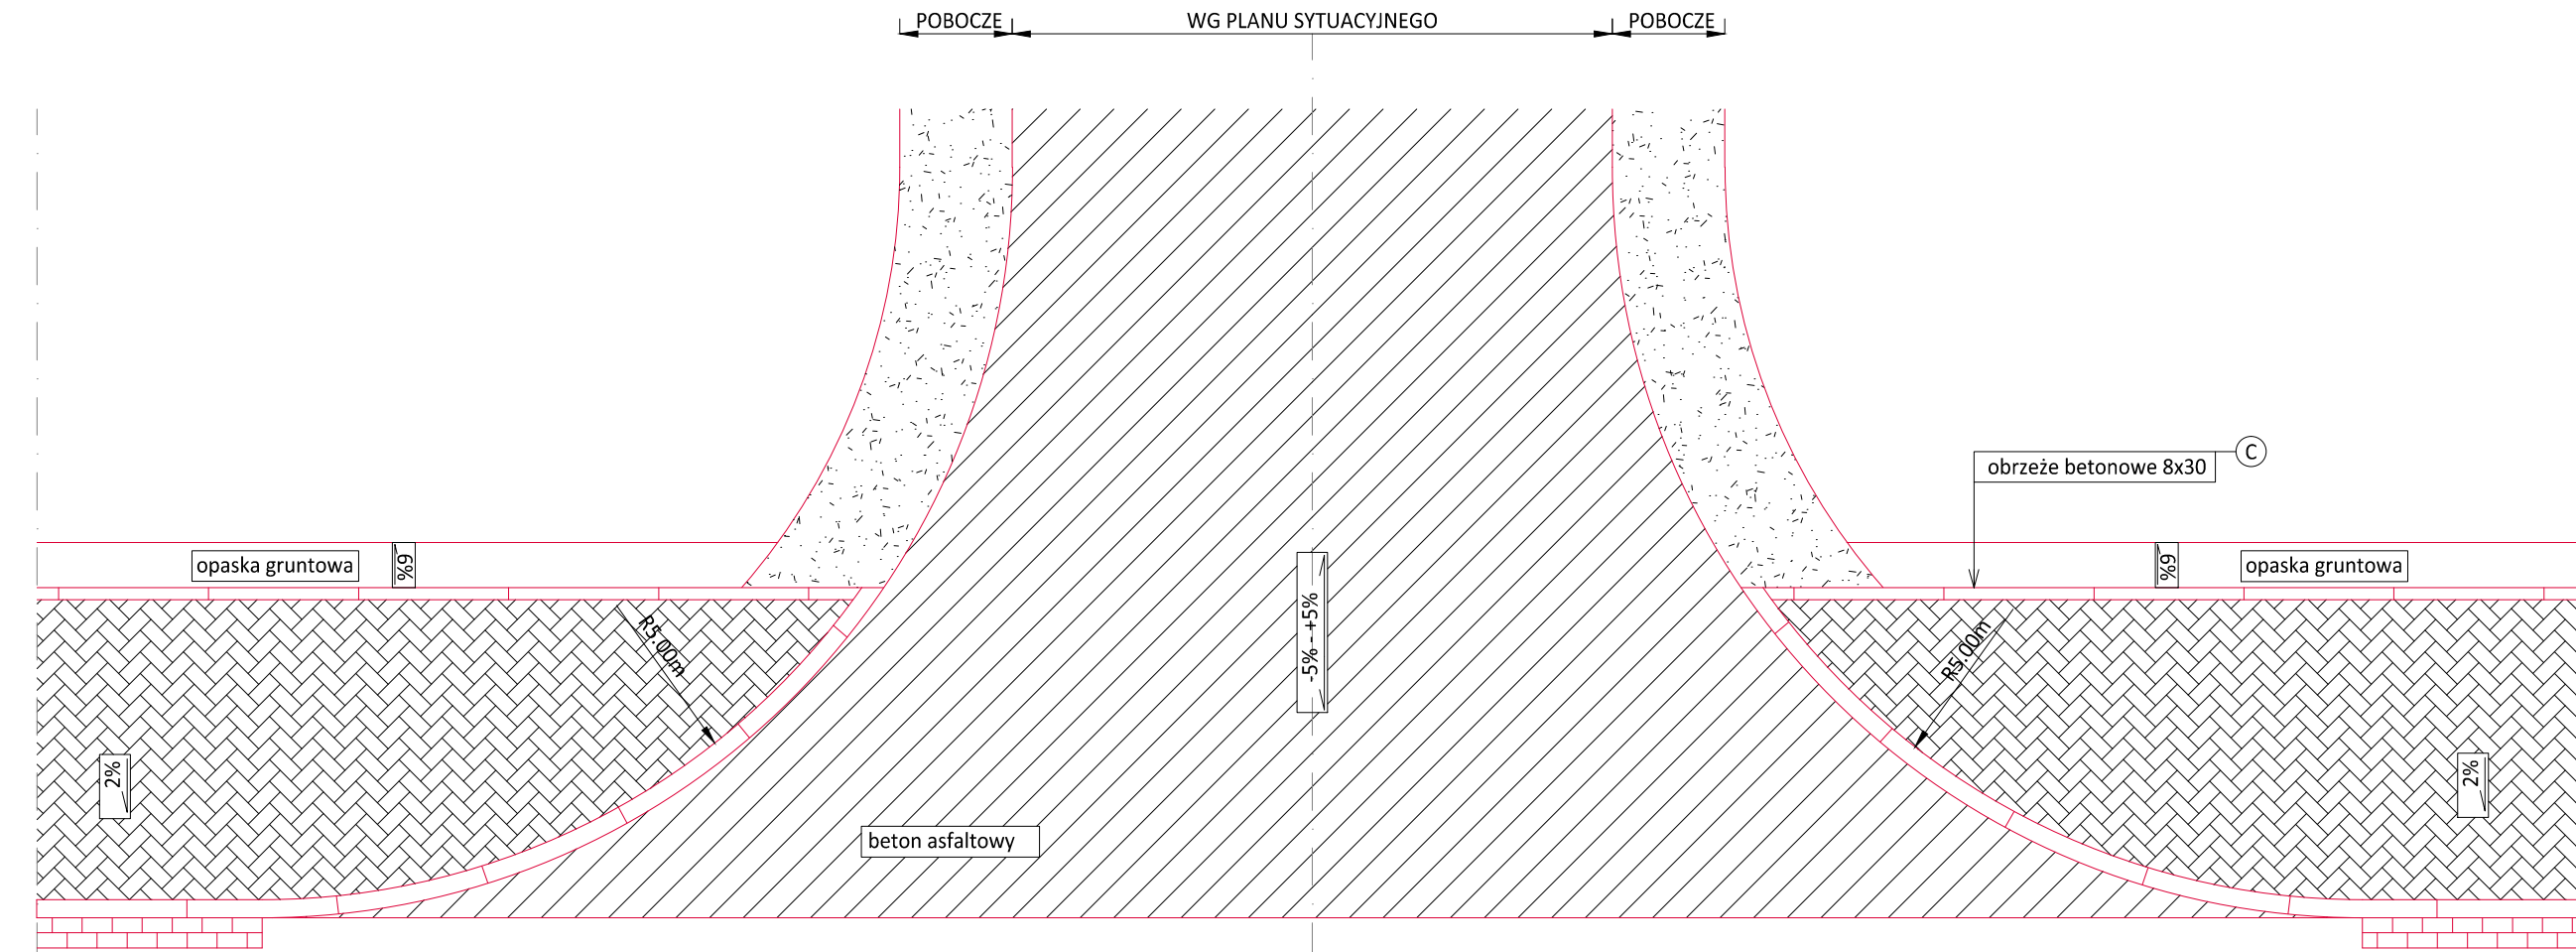 POBOCZE
WG PLANU SYTUACYJNEGO
POBOCZE
C
obrzeże betonowe 8x30
opaska gruntowa
6%
6%
opaska gruntowa
R5.00m
-5% - +5%
R5.00m
2%
2%
beton asfaltowy